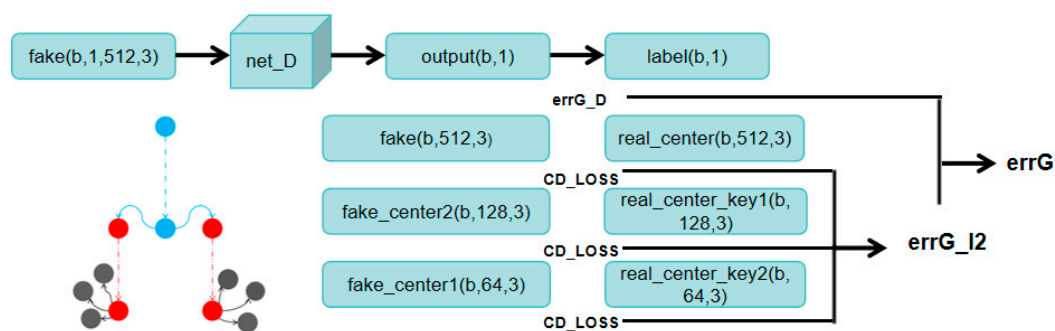 fake(b,1,512,3)
net_D
output(b,1)
label(b,1)
errG_D
fake(b,512,3)
real_center(b,512,3)
errG
CD_LOSS
fake_center2(b,128,3)
real_center_key1(b,
128,3)
errG_l2
CD_LOSS
fake_center1(b,64,3)
real_center_key2(b,
64,3)
CD_LOSS